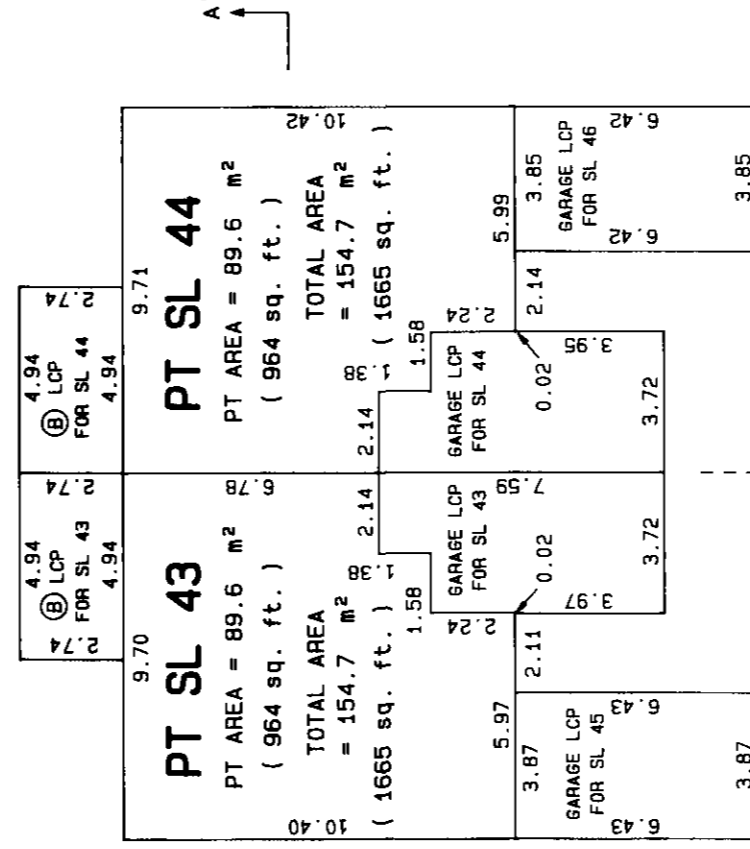 A
4.94
Ⓑ LCP
FOR SL 43
4.94
2.74
2.74
4.94
Ⓑ LCP
FOR SL 44
4.94
2.74
9.70
PT SL 43
PT AREA = 89.6 m²
( 964 sq. ft. )
TOTAL AREA
= 154.7 m²
( 1665 sq. ft. )
10.40
6.78
9.71
PT SL 44
PT AREA = 89.6 m²
( 964 sq. ft. )
TOTAL AREA
= 154.7 m²
( 1665 sq. ft. )
10.42
2.14
1.38
1.58
2.24
2.14
1.38
1.58
2.24
GARAGE LCP
FOR SL 43
7.59
0.02
3.97
3.72
GARAGE LCP
FOR SL 44
0.02
3.95
3.72
5.97
2.11
3.87
GARAGE LCP
FOR SL 45
6.43
6.43
3.87
5.99
2.14
3.85
GARAGE LCP
FOR SL 46
6.42
6.42
3.85